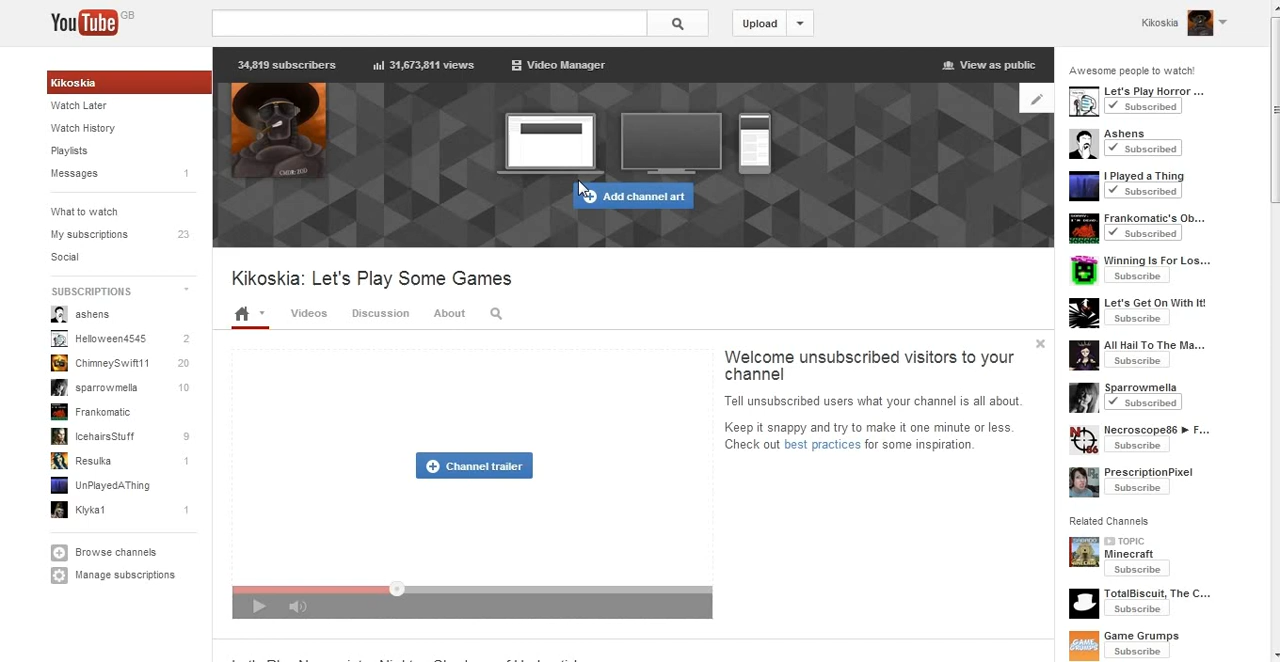 YouTube GB
Upload
Kikoskia
Kikoskia
Watch Later
Watch History
Playlists
Messages 1
What to watch
My subscriptions 23
Social
SUBSCRIPTIONS
ashens
Helloween4545 2
ChimneySwift11 20
sparrowmella 10
Frankomatic
IcehairsStuff 9
Resulka 1
UnPlayedAThing
Klyka1 1
Browse channels
Manage subscriptions
34,819 subscribers 31,673,811 views Video Manager View as public
Add channel art
Kikoskia: Let's Play Some Games
Videos Discussion About
Channel trailer
Welcome unsubscribed visitors to your
channel
Tell unsubscribed users what your channel is all about.
Keep it snappy and try to make it one minute or less.
Check out best practices for some inspiration.
Awesome people to watch!
Let's Play Horror ...
Subscribed
Ashens
Subscribed
I Played a Thing
Subscribed
Frankomatic's Ob...
Subscribed
Winning Is For Los...
Subscribe
Let's Get On With It!
Subscribe
All Hail To The Ma...
Subscribe
Sparrowmella
Subscribed
Necroscope86 ► F...
Subscribe
PrescriptionPixel
Subscribe
Related Channels
TOPIC
Minecraft
Subscribe
TotalBiscuit, The C...
Subscribe
Game Grumps
Subscribe